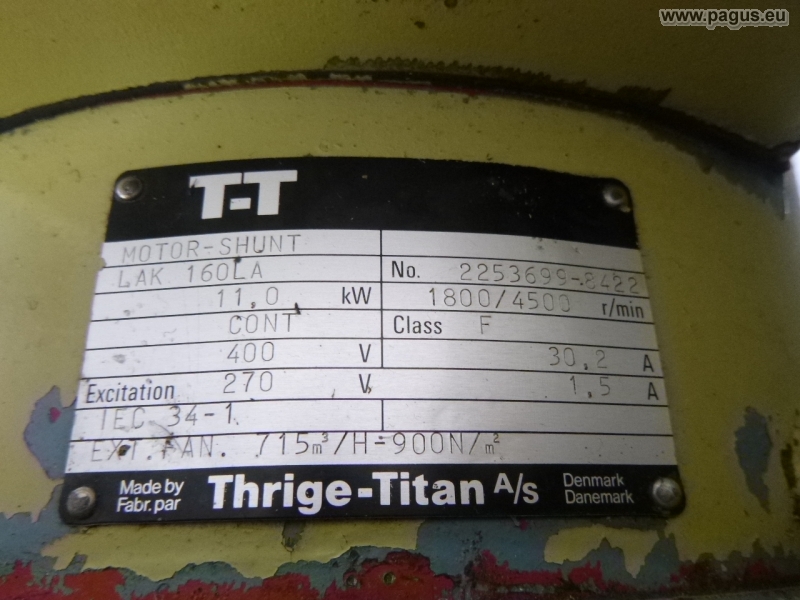 www.pagus.eu
T-T
MOTOR-SHUNT
LAK 160LA No. 2253699-8422
11,0 kW 1800/4500 r/min
CONT Class F
400 V 30,2 A
Excitation 270 V 1,5 A
IEC 34-1
EXT.FAN. 715m³/H=900N/m²
Made by Thrige-Titan A/s Denmark
Fabr. par Danemark